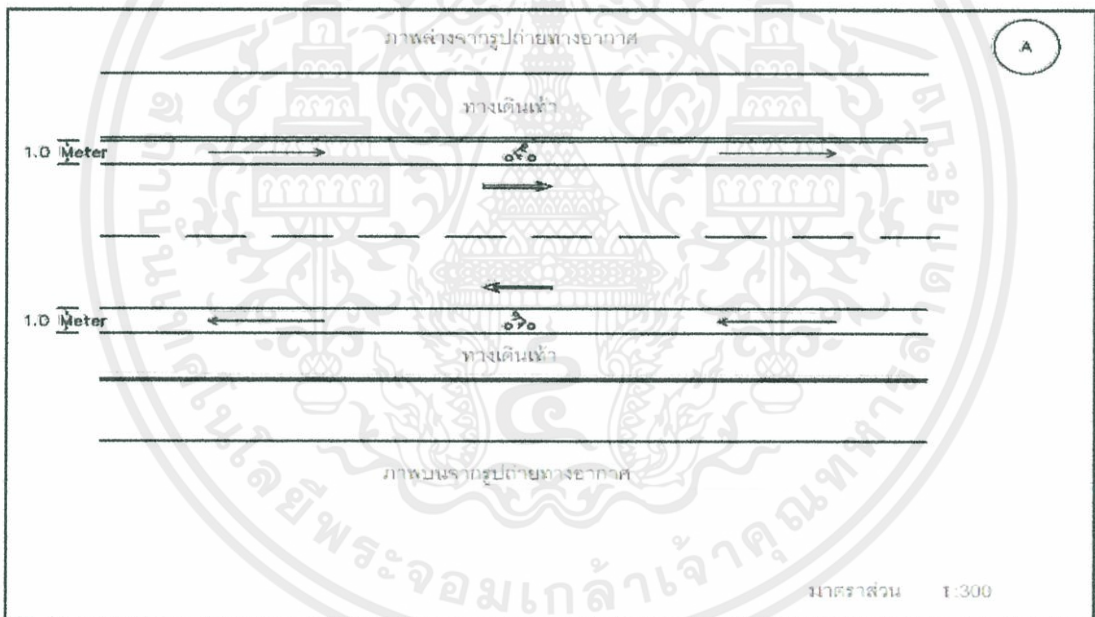 ภาพล่างจากรูปถ่ายทางอากาศ
A
ทางเดินเท้า
1.0 Meter
1.0 Meter
ทางเดินเท้า
ภาพบนจากรูปถ่ายทางอากาศ
มาตราส่วน 1:300